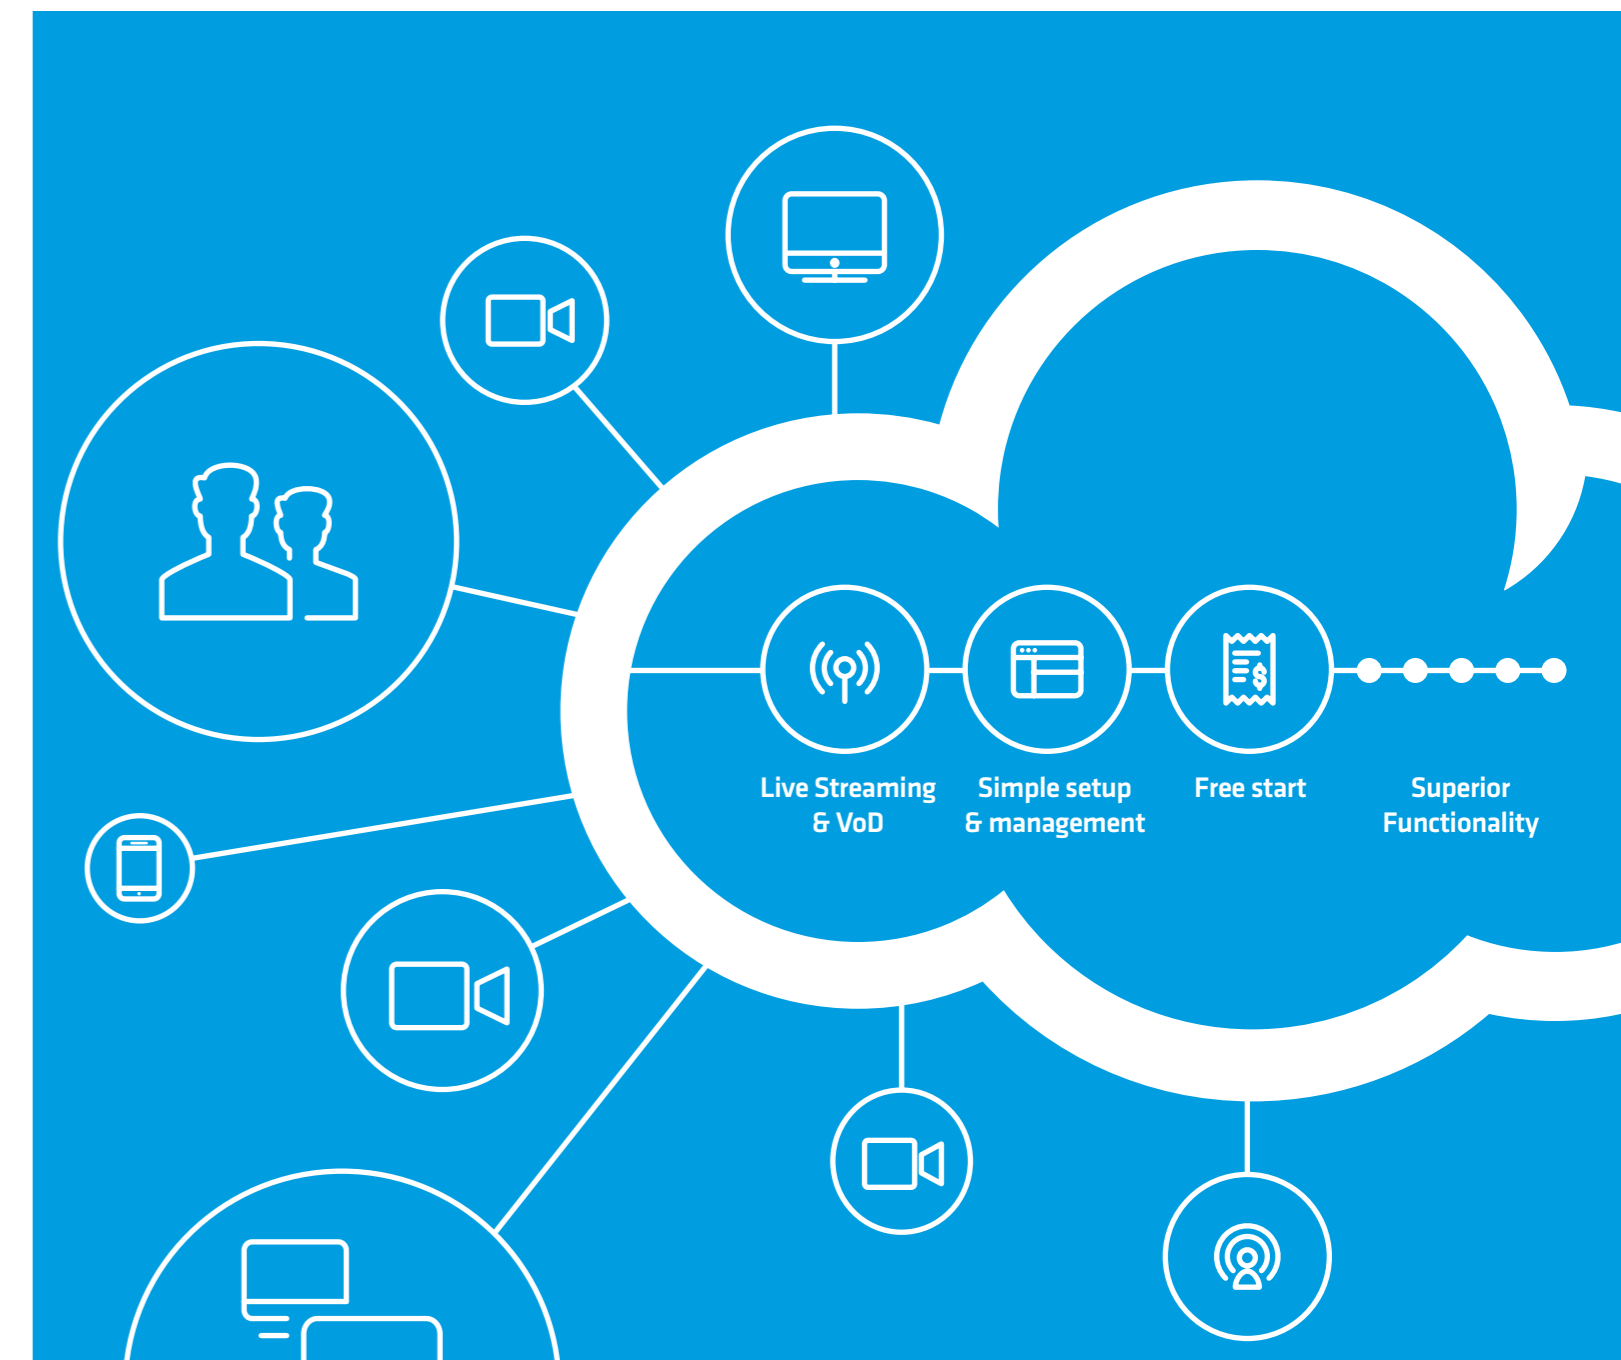 Live Streaming
& VoD
Simple setup
& management
Free start
Superior
Functionality